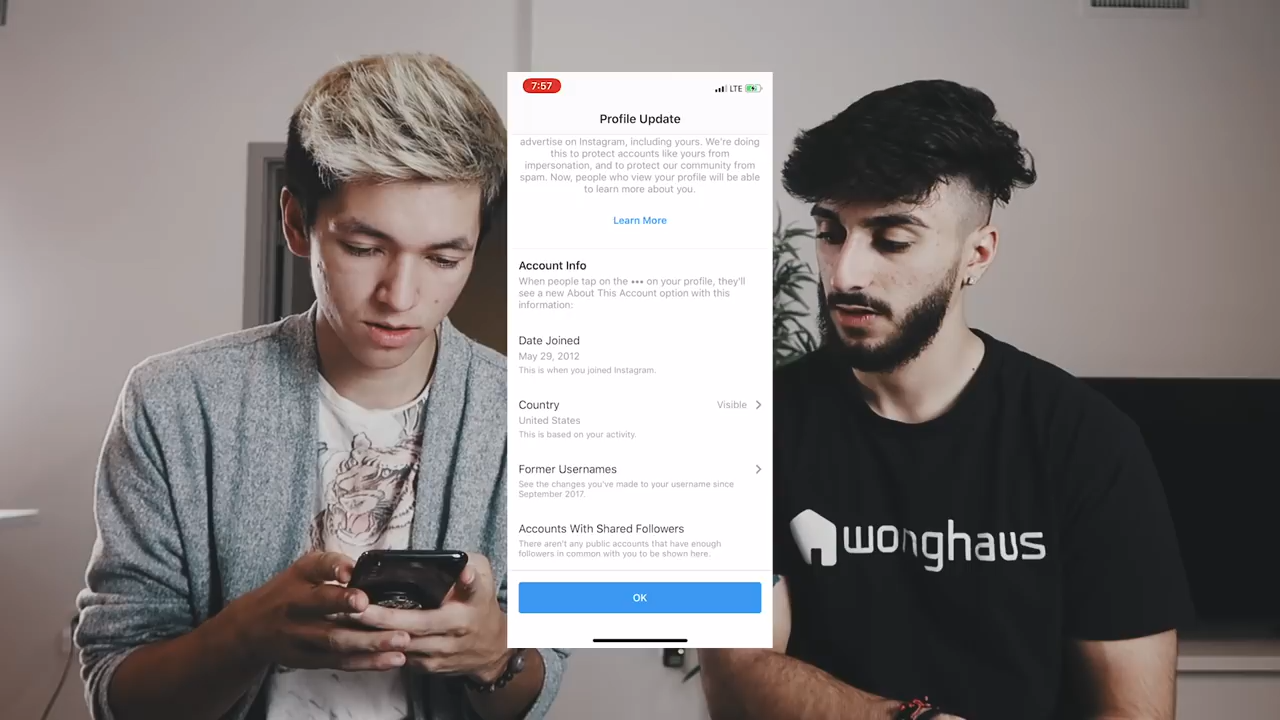 7:57
LTE
Profile Update
advertise on Instagram, including yours. We're doing
this to protect accounts like yours from
impersonation, and to protect our community from
spam. Now, people who view your profile will be able
to learn more about you.
Learn More
Account Info
When people tap on the ••• on your profile, they'll
see a new About This Account option with this
information:
Date Joined
May 29, 2012
This is when you joined Instagram.
Country
Visible
United States
This is based on your activity.
Former Usernames
See the changes you've made to your username since
September 2017.
Accounts With Shared Followers
There aren't any public accounts that have enough
followers in common with you to be shown here.
OK
wonghaus